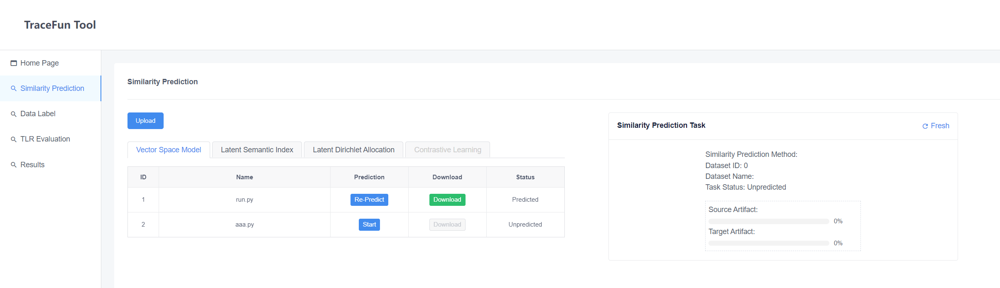 TraceFun Tool
Home Page
Similarity Prediction
Data Label
TLR Evaluation
Results
Similarity Prediction
Upload
Vector Space Model Latent Semantic Index Latent Dirichlet Allocation Contrastive Learning
ID Name Prediction Download Status
1 run.py Re-Predict Download Predicted
2 aaa.py Start Download Unpredicted
Similarity Prediction Task Fresh
Similarity Prediction Method:
Dataset ID: 0
Dataset Name:
Task Status: Unpredicted
Source Artifact:
0%
Target Artifact:
0%